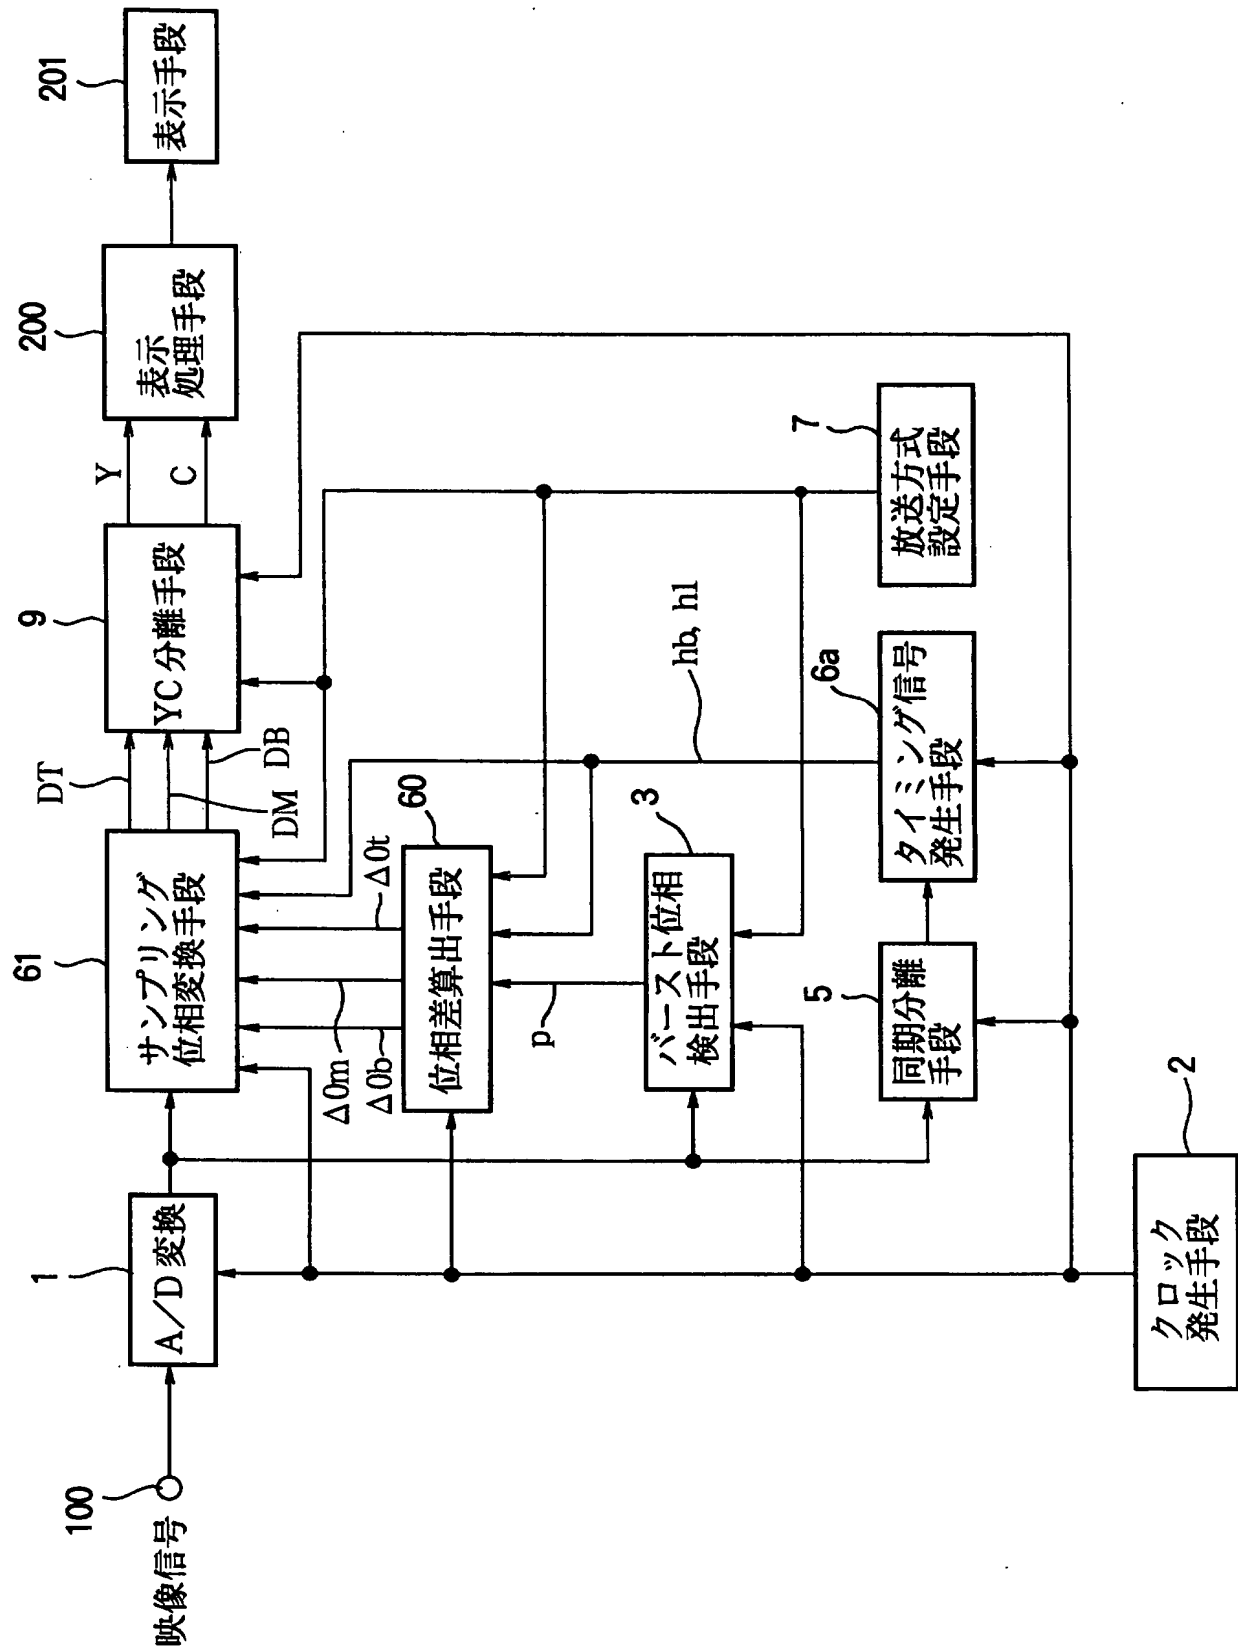 映像信号
100
1
A/D変換
61
サンプリング
位相変換手段
DT
DM
DB
9
YC分離手段
Y
C
200
表示
処理手段
201
表示手段
Δ0m
Δ0b
Δ0t
60
位相差算出手段
p
3
バースト位相
検出手段
hb, h1
5
同期分離
手段
6a
タイミング信号
発生手段
7
放送方式
設定手段
2
クロック
発生手段